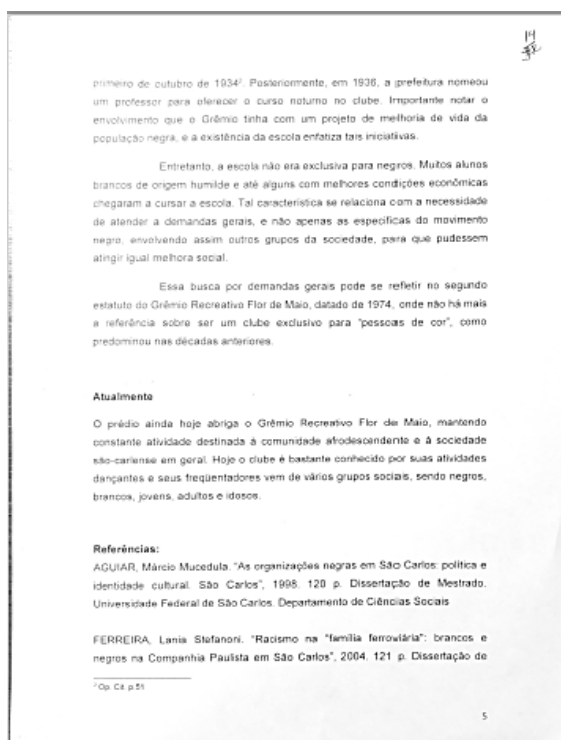 14
primeiro de outubro de 1934². Posteriormente, em 1936, a prefeitura nomeou
um professor para oferecer o curso noturno no clube. Importante notar o
envolvimento que o Grêmio tinha com um projeto de melhoria de vida da
população negra, e a existência da escola enfatiza tais iniciativas.
Entretanto, a escola não era exclusiva para negros. Muitos alunos
brancos de origem humilde e até alguns com melhores condições econômicas
chegaram a cursar a escola. Tal característica se relaciona com a necessidade
de atender a demandas gerais, e não apenas as específicas do movimento
negro, envolvendo assim outros grupos da sociedade, para que pudessem
atingir igual melhora social.
Essa busca por demandas gerais pode se refletir no segundo
estatuto do Grêmio Recreativo Flor de Maio, datado de 1974, onde não há mais
a referência sobre ser um clube exclusivo para "pessoas de cor", como
predominou nas décadas anteriores.
Atualmente
O prédio ainda hoje abriga o Grêmio Recreativo Flor de Maio, mantendo
constante atividade destinada à comunidade afrodescendente e à sociedade
são-carlense em geral. Hoje o clube é bastante conhecido por suas atividades
dançantes e seus freqüentadores vem de vários grupos sociais, sendo negros,
brancos, jovens, adultos e idosos.
Referências:
AGUIAR, Márcio Mucedula. "As organizações negras em São Carlos: política e
identidade cultural. São Carlos", 1998. 120 p. Dissertação de Mestrado.
Universidade Federal de São Carlos. Departamento de Ciências Sociais
FERREIRA, Lania Stefanoni. "Racismo na "família ferroviária": brancos e
negros na Companhia Paulista em São Carlos", 2004. 121 p. Dissertação de
² Op. Cit. p.51
5